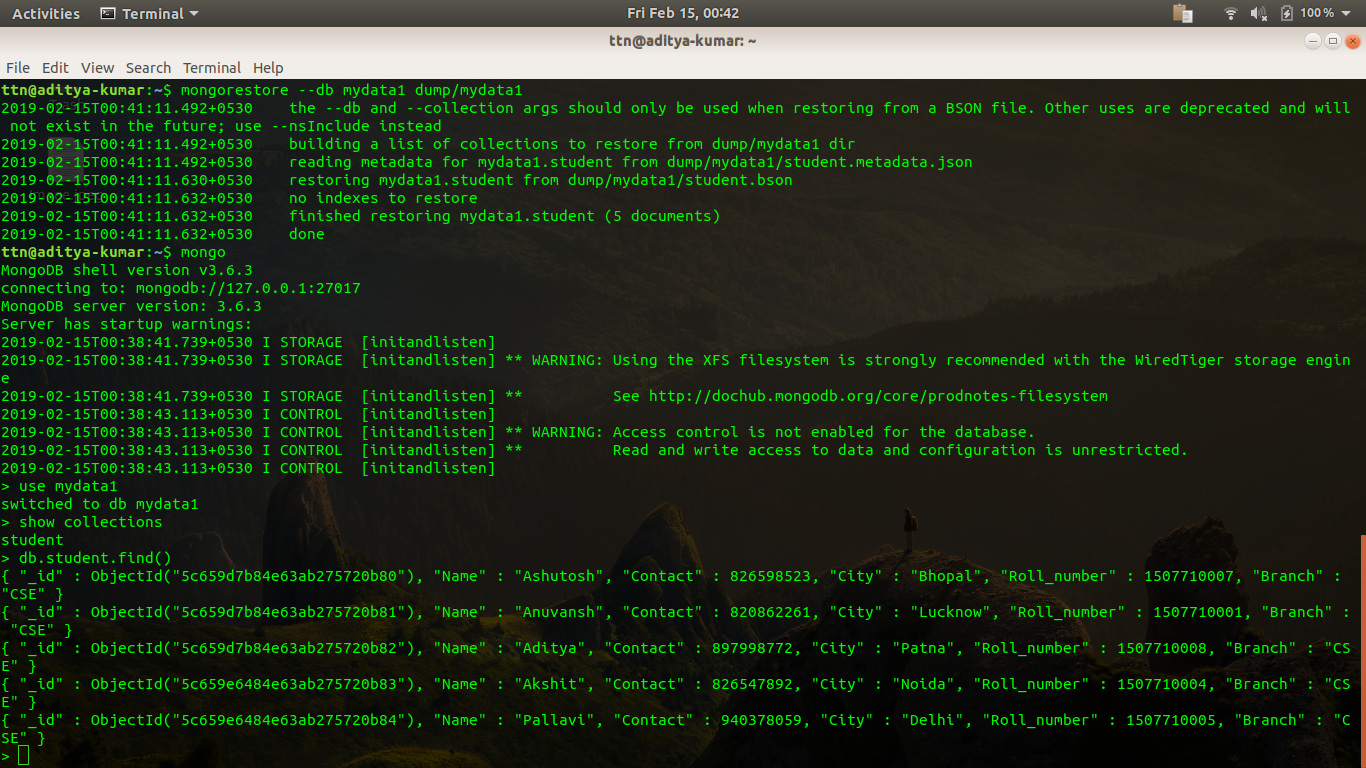 Activities Terminal Fri Feb 15, 00:42 100 %
ttn@aditya-kumar: ~
File Edit View Search Terminal Help
ttn@aditya-kumar:~$ mongorestore --db mydata1 dump/mydata1
2019-02-15T00:41:11.492+0530    the --db and --collection args should only be used when restoring from a BSON file. Other uses are deprecated and will
 not exist in the future; use --nsInclude instead
2019-02-15T00:41:11.492+0530    building a list of collections to restore from dump/mydata1 dir
2019-02-15T00:41:11.492+0530    reading metadata for mydata1.student from dump/mydata1/student.metadata.json
2019-02-15T00:41:11.630+0530    restoring mydata1.student from dump/mydata1/student.bson
2019-02-15T00:41:11.632+0530    no indexes to restore
2019-02-15T00:41:11.632+0530    finished restoring mydata1.student (5 documents)
2019-02-15T00:41:11.632+0530    done
ttn@aditya-kumar:~$ mongo
MongoDB shell version v3.6.3
connecting to: mongodb://127.0.0.1:27017
MongoDB server version: 3.6.3
Server has startup warnings:
2019-02-15T00:38:41.739+0530 I STORAGE  [initandlisten]
2019-02-15T00:38:41.739+0530 I STORAGE  [initandlisten] ** WARNING: Using the XFS filesystem is strongly recommended with the WiredTiger storage engin
e
2019-02-15T00:38:41.739+0530 I STORAGE  [initandlisten] **          See http://dochub.mongodb.org/core/prodnotes-filesystem
2019-02-15T00:38:43.113+0530 I CONTROL  [initandlisten]
2019-02-15T00:38:43.113+0530 I CONTROL  [initandlisten] ** WARNING: Access control is not enabled for the database.
2019-02-15T00:38:43.113+0530 I CONTROL  [initandlisten] **          Read and write access to data and configuration is unrestricted.
2019-02-15T00:38:43.113+0530 I CONTROL  [initandlisten]
> use mydata1
switched to db mydata1
> show collections
student
> db.student.find()
{ "_id" : ObjectId("5c659d7b84e63ab275720b80"), "Name" : "Ashutosh", "Contact" : 826598523, "City" : "Bhopal", "Roll_number" : 1507710007, "Branch" :
"CSE" }
{ "_id" : ObjectId("5c659d7b84e63ab275720b81"), "Name" : "Anuvansh", "Contact" : 820862261, "City" : "Lucknow", "Roll_number" : 1507710001, "Branch" :
 "CSE" }
{ "_id" : ObjectId("5c659d7b84e63ab275720b82"), "Name" : "Aditya", "Contact" : 897998772, "City" : "Patna", "Roll_number" : 1507710008, "Branch" : "CS
E" }
{ "_id" : ObjectId("5c659e6484e63ab275720b83"), "Name" : "Akshit", "Contact" : 826547892, "City" : "Noida", "Roll_number" : 1507710004, "Branch" : "CS
E" }
{ "_id" : ObjectId("5c659e6484e63ab275720b84"), "Name" : "Pallavi", "Contact" : 940378059, "City" : "Delhi", "Roll_number" : 1507710005, "Branch" : "C
SE" }
>